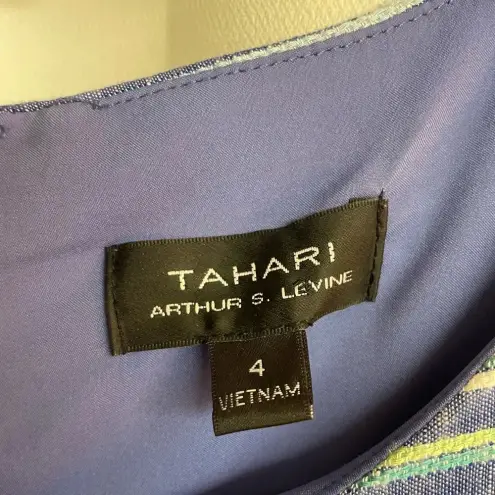 TAHARI
ARTHUR S. LEVINE
4
VIETNAM